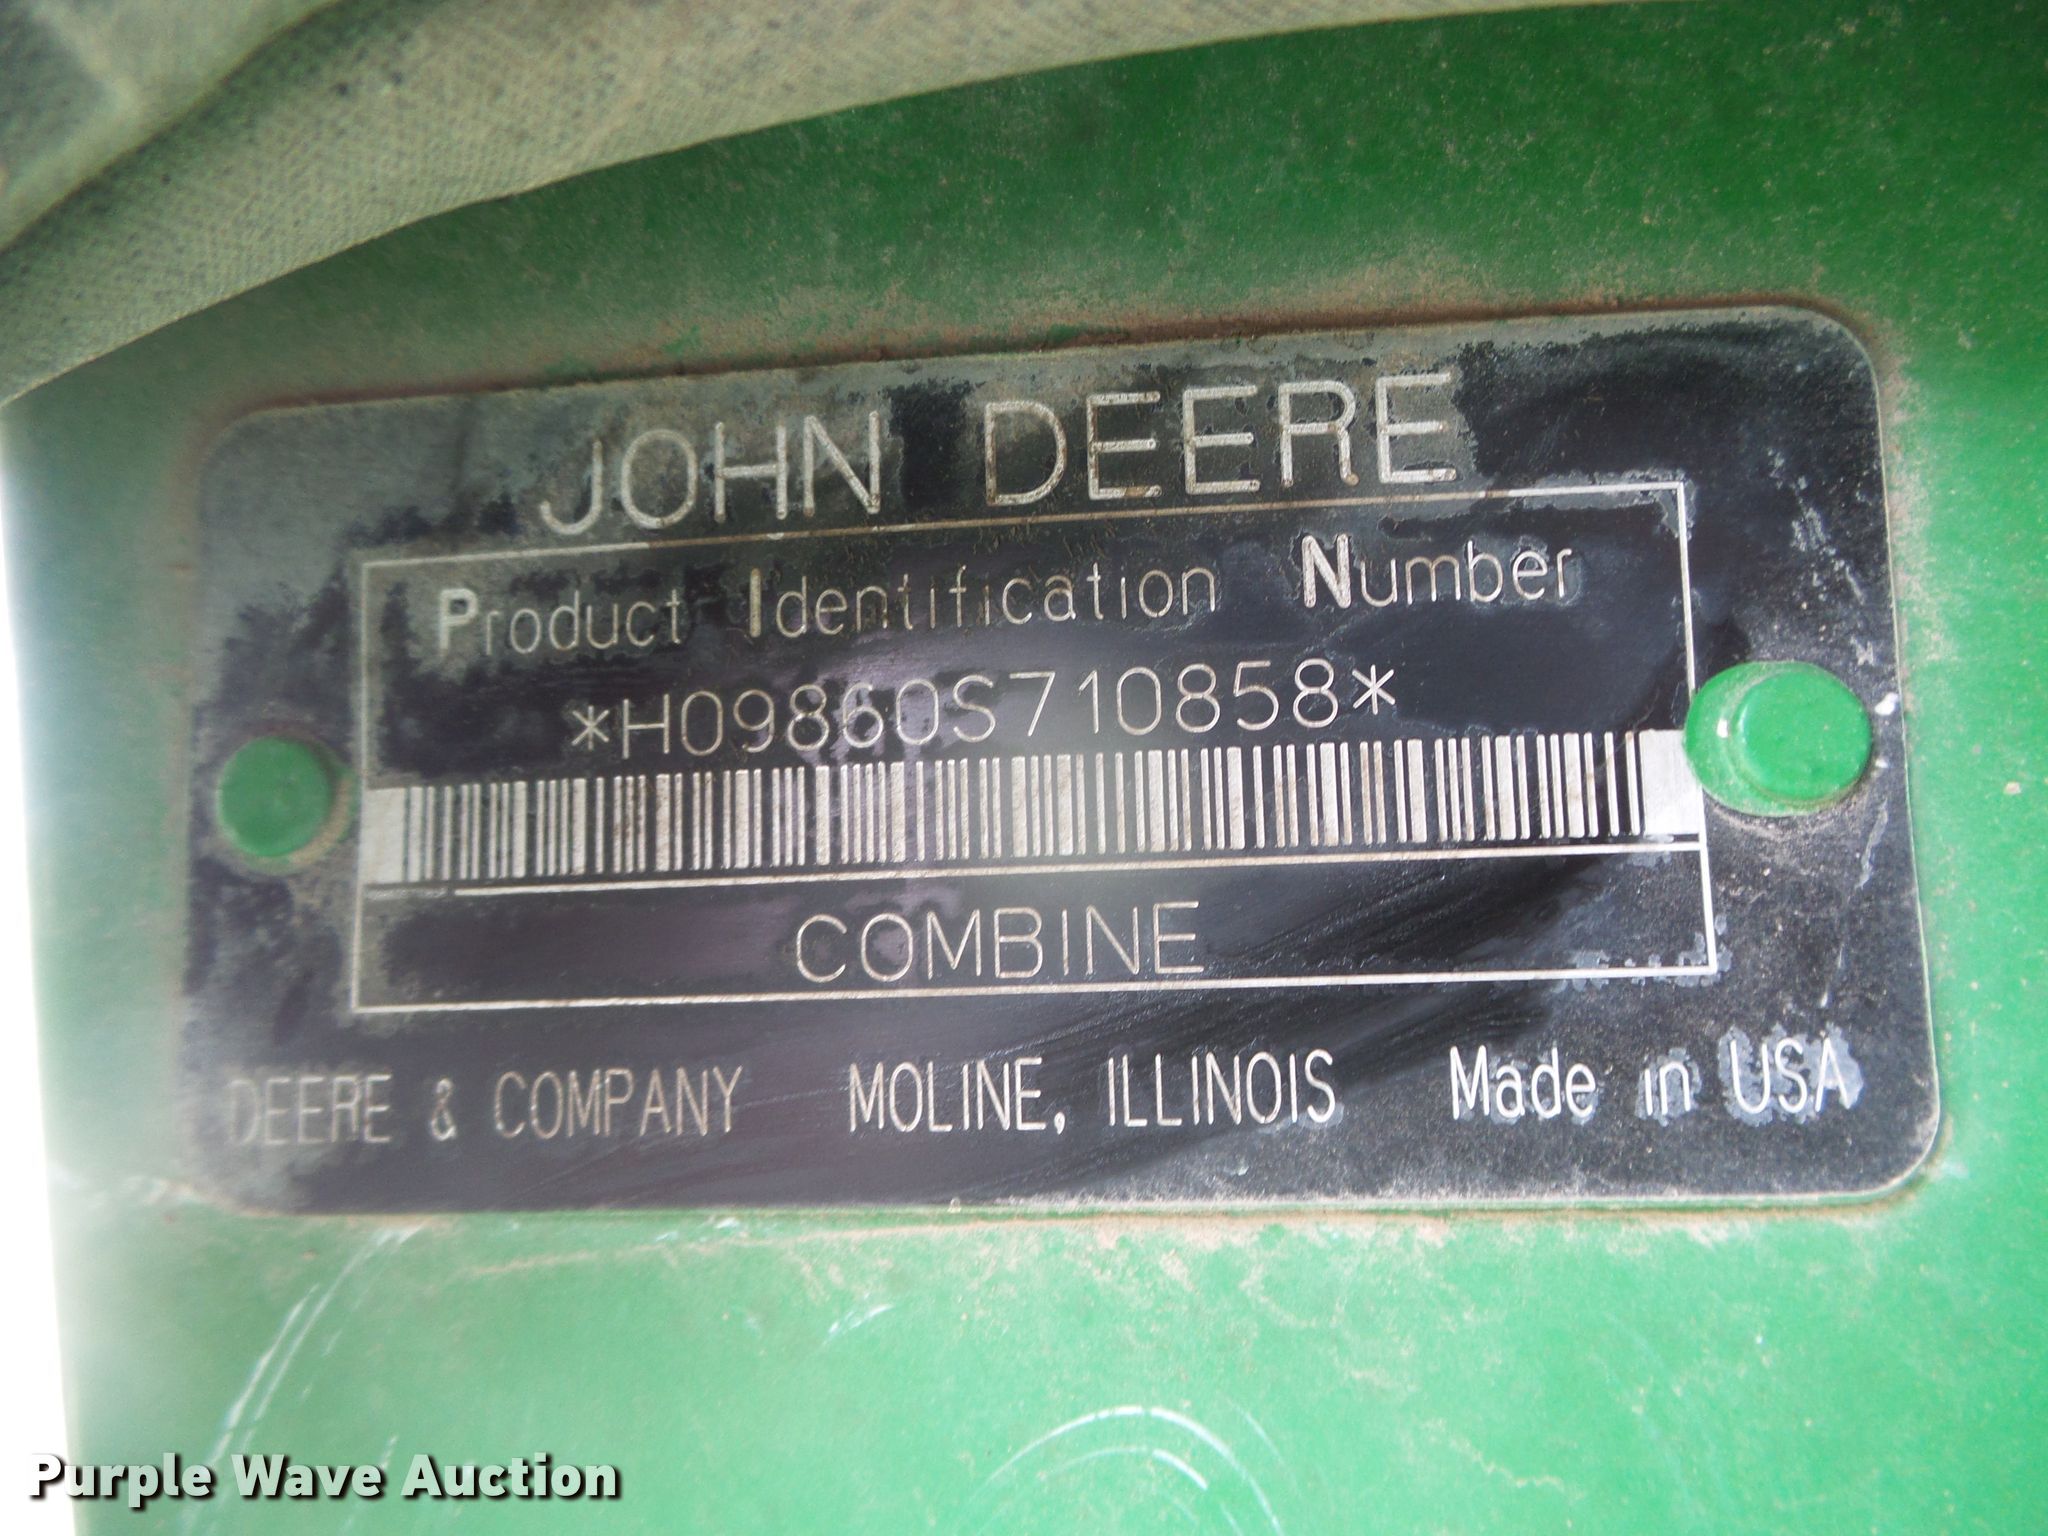 JOHN DEERE
Product Identification Number
*H09860S710858*
COMBINE
DEERE & COMPANY MOLINE, ILLINOIS Made in USA
Purple Wave Auction